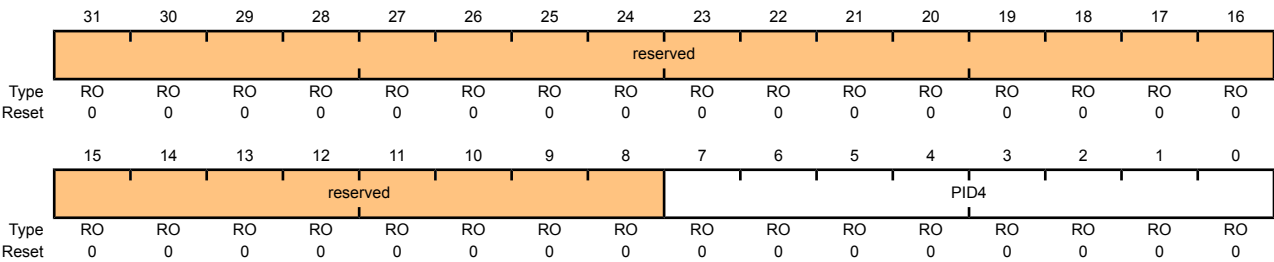 31 30 29 28 27 26 25 24 23 22 21 20 19 18 17 16
reserved
Type RO RO RO RO RO RO RO RO RO RO RO RO RO RO RO RO
Reset 0 0 0 0 0 0 0 0 0 0 0 0 0 0 0 0
15 14 13 12 11 10 9 8 7 6 5 4 3 2 1 0
reserved PID4
Type RO RO RO RO RO RO RO RO RO RO RO RO RO RO RO RO
Reset 0 0 0 0 0 0 0 0 0 0 0 0 0 0 0 0